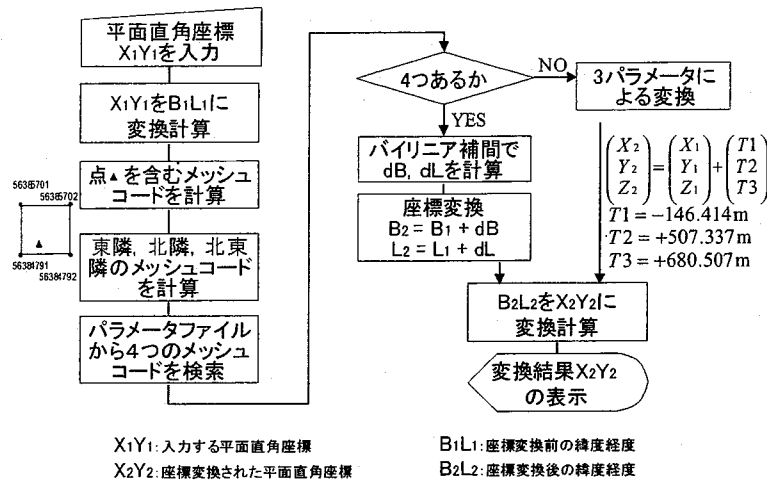 平面直角座標
X1Y1を入力
X1Y1をB1L1に
変換計算
点▲を含むメッシュ
コードを計算
56385701
56385702
56384791
56384792
東隣, 北隣, 北東
隣のメッシュコード
を計算
パラメータファイル
から4つのメッシュ
コードを検索
4つあるか
NO
YES
3パラメータに
よる変換
バイリニア補間で
dB, dLを計算
座標変換
B2 = B1 + dB
L2 = L1 + dL
(X2 Y2 Z2) = (X1 Y1 Z1) + (T1 T2 T3)
T1 = −146.414m
T2 = +507.337m
T3 = +680.507m
B2L2をX2Y2に
変換計算
変換結果X2Y2
の表示
X1Y1: 入力する平面直角座標
X2Y2: 座標変換された平面直角座標
B1L1: 座標変換前の緯度経度
B2L2: 座標変換後の緯度経度